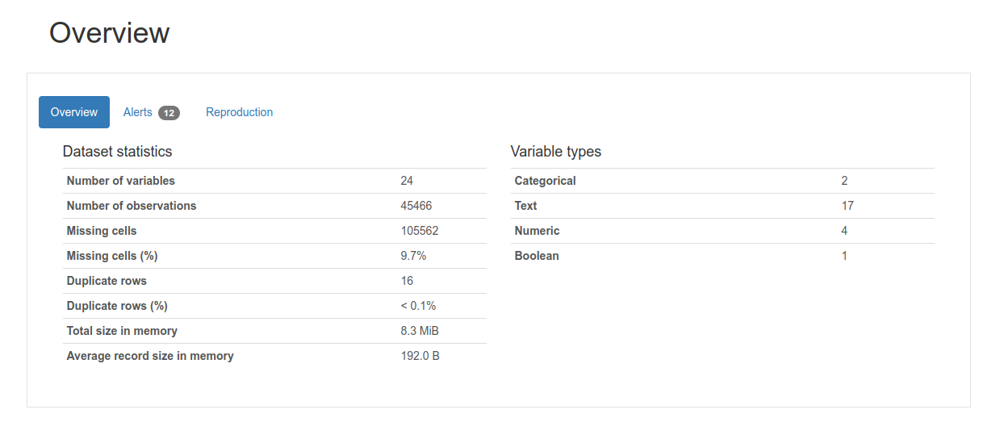 Overview
Overview Alerts 12 Reproduction
Dataset statistics
Number of variables 24
Number of observations 45466
Missing cells 105562
Missing cells (%) 9.7%
Duplicate rows 16
Duplicate rows (%) < 0.1%
Total size in memory 8.3 MiB
Average record size in memory 192.0 B
Variable types
Categorical 2
Text 17
Numeric 4
Boolean 1